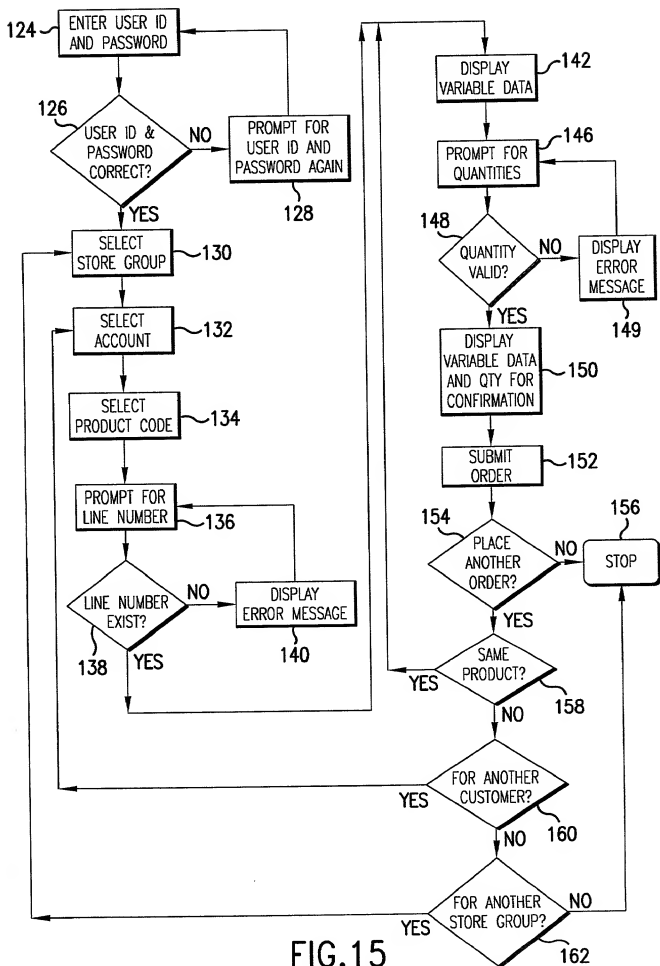 124
ENTER USER ID
AND PASSWORD
126
USER ID &
PASSWORD
CORRECT?
NO
PROMPT FOR
USER ID AND
PASSWORD AGAIN
128
YES
SELECT
STORE GROUP
130
SELECT
ACCOUNT
132
SELECT
PRODUCT CODE
134
PROMPT FOR
LINE NUMBER
136
LINE NUMBER
EXIST?
138
NO
DISPLAY
ERROR MESSAGE
140
YES
DISPLAY
VARIABLE DATA
142
PROMPT FOR
QUANTITIES
146
148
QUANTITY
VALID?
NO
DISPLAY
ERROR
MESSAGE
149
YES
DISPLAY
VARIABLE DATA
AND QTY FOR
CONFIRMATION
150
SUBMIT
ORDER
152
154
PLACE
ANOTHER
ORDER?
NO
156
STOP
YES
SAME
PRODUCT?
YES
158
NO
FOR ANOTHER
CUSTOMER?
YES
160
NO
FOR ANOTHER
STORE GROUP?
NO
YES
162
FIG.15